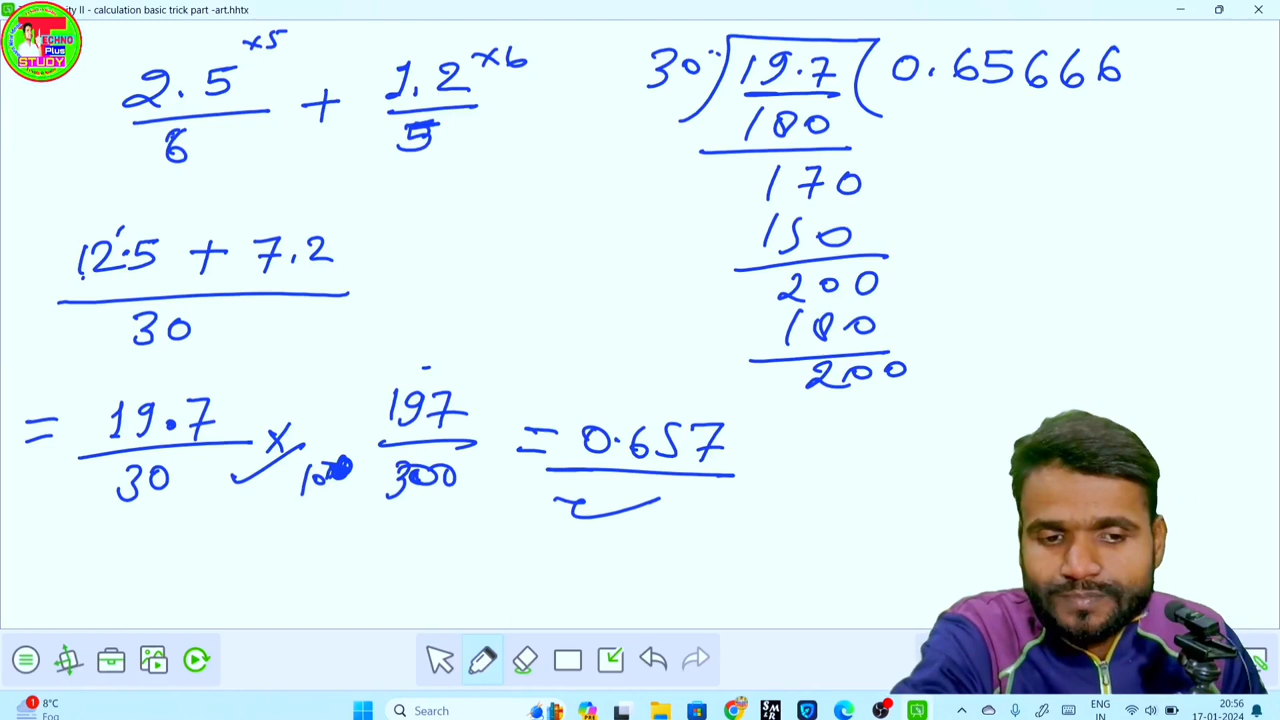 ity II - calculation basic trick part -art.hhtx
TECHNO
Plus
STUDY
2.5 ×5 / 6 + 1.2 ×6 / 5
12.5 + 7.2 / 30
= 19.7 / 30 × 197 / 300 = 0.657
30 ) 19.7 ( 0.65666
180
170
150
200
180
200
1
8°C
Fog
Search
ENG
IN
20:56
17-01-2024